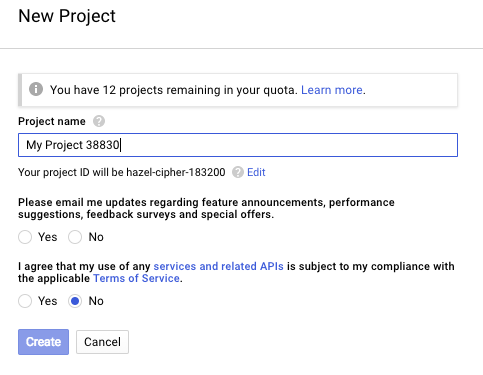 New Project
You have 12 projects remaining in your quota. Learn more.
Project name
My Project 38830
Your project ID will be hazel-cipher-183200 Edit
Please email me updates regarding feature announcements, performance
suggestions, feedback surveys and special offers.
Yes No
I agree that my use of any services and related APIs is subject to my compliance with
the applicable Terms of Service.
Yes No
Create Cancel